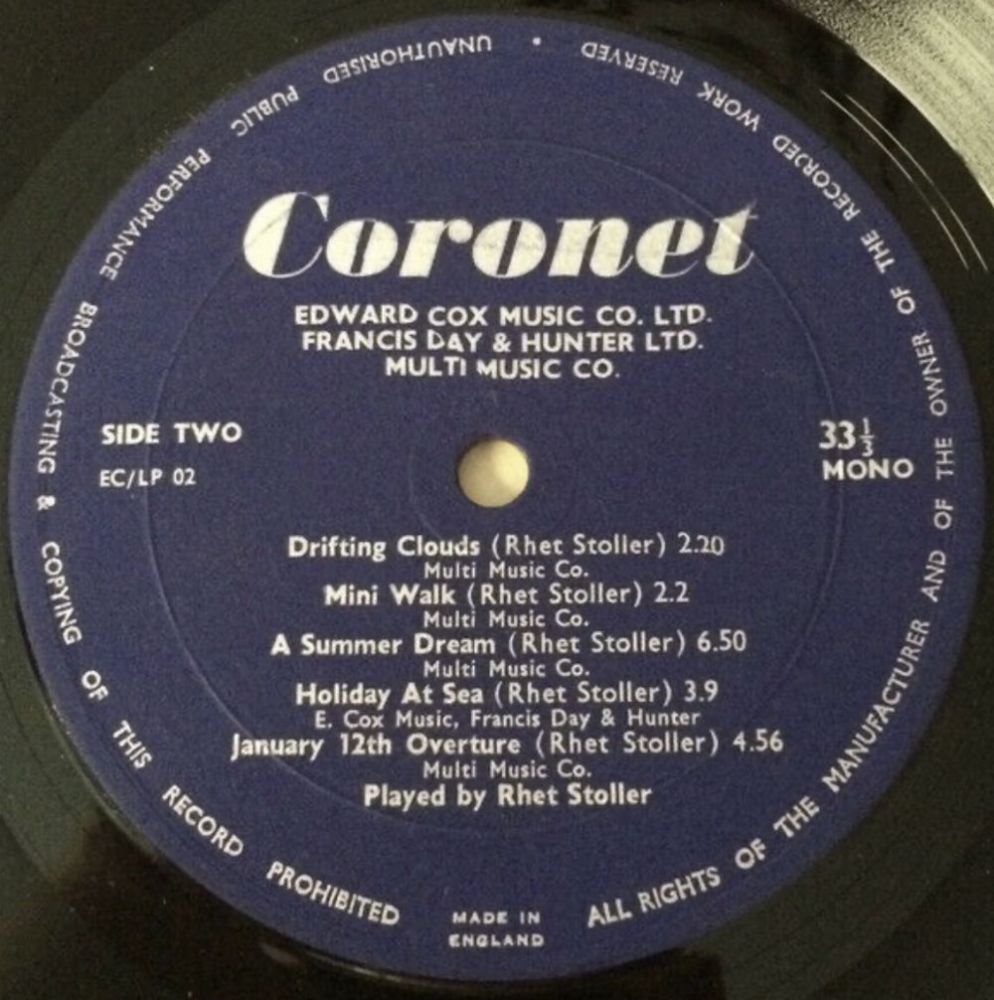 Coronet
EDWARD COX MUSIC CO. LTD.
FRANCIS DAY & HUNTER LTD.
MULTI MUSIC CO.
SIDE TWO
EC/LP 02
33⅓
MONO
Drifting Clouds (Rhet Stoller) 2.20
Multi Music Co.
Mini Walk (Rhet Stoller) 2.2
Multi Music Co.
A Summer Dream (Rhet Stoller) 6.50
Multi Music Co.
Holiday At Sea (Rhet Stoller) 3.9
E. Cox Music, Francis Day & Hunter
January 12th Overture (Rhet Stoller) 4.56
Multi Music Co.
Played by Rhet Stoller
MADE IN
ENGLAND
ALL RIGHTS OF THE MANUFACTURER AND OF THE OWNER OF THE RECORDED WORK RESERVED • UNAUTHORISED PUBLIC PERFORMANCE BROADCASTING & COPYING OF THIS RECORD PROHIBITED